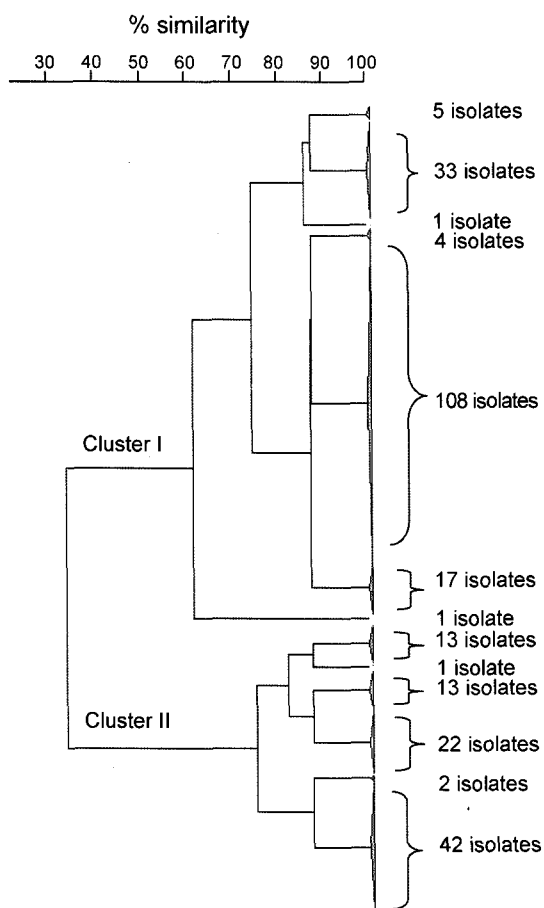 % similarity
30 40 50 60 70 80 90 100
5 isolates
33 isolates
1 isolate
4 isolates
108 isolates
Cluster I
17 isolates
1 isolate
13 isolates
1 isolate
13 isolates
Cluster II
22 isolates
2 isolates
42 isolates